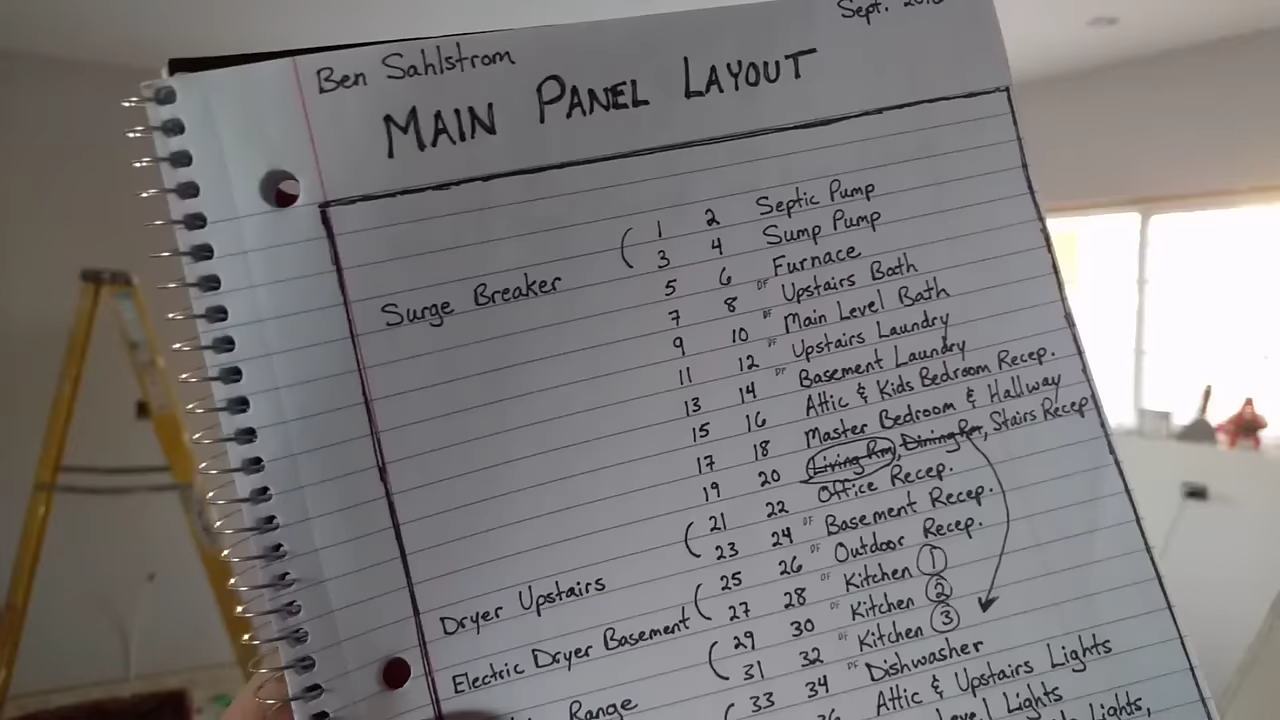 Sept.
Ben Sahlstrom
MAIN PANEL LAYOUT
( 1 2 Septic Pump
Surge Breaker 3 4 Sump Pump
5 6 Furnace
7 8 DF Upstairs Bath
9 10 DF Main Level Bath
11 12 DF Upstairs Laundry
13 14 DF Basement Laundry
15 16 Attic & Kids Bedroom Recep.
17 18 Master Bedroom & Hallway
19 20 Living Rm, Dining Rm, Stairs Recep
( 21 22 Office Recep.
Dryer Upstairs 23 24 DF Basement Recep.
( 25 26 DF Outdoor Recep.
Electric Dryer Basement 27 28 DF Kitchen 1
( 29 30 DF Kitchen 2
Range 31 32 DF Kitchen 3
( 33 34 DF Dishwasher
36 Attic & Upstairs Lights
Level Lights
Lights,